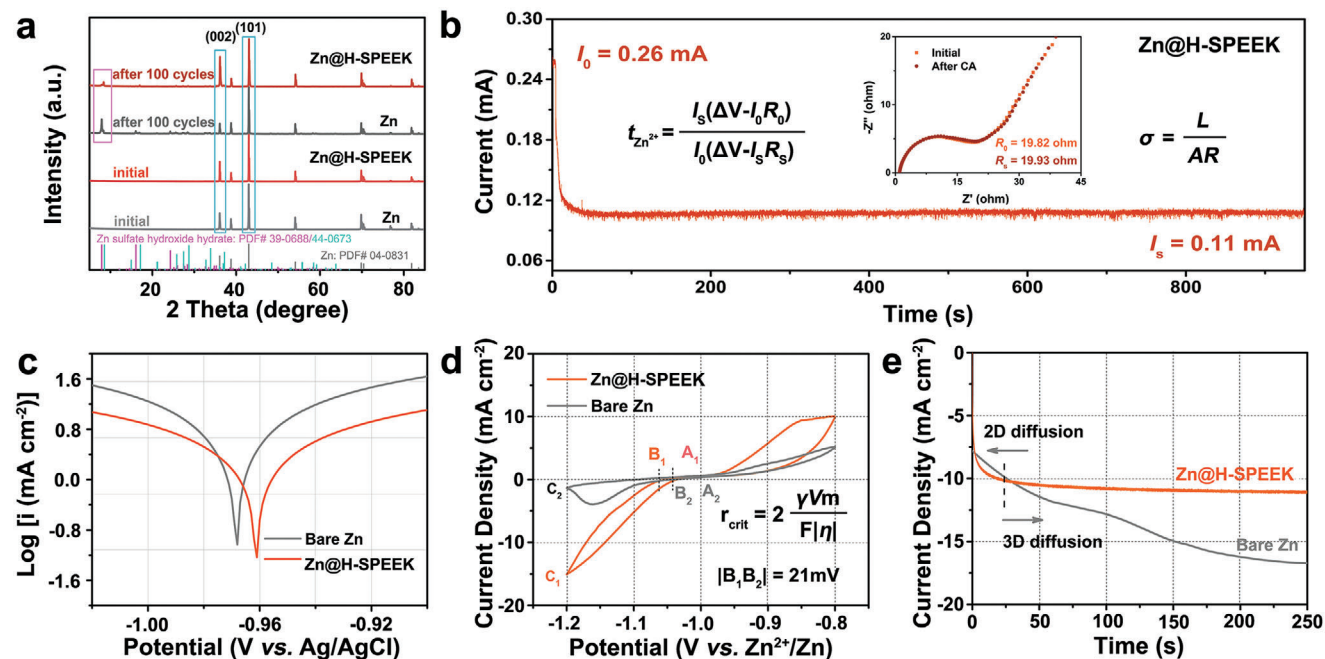 a
Intensity (a.u.)
(002)
(101)
after 100 cycles
Zn@H-SPEEK
after 100 cycles
Zn
Zn@H-SPEEK
initial
initial
Zn
Zn sulfate hydroxide hydrate: PDF# 39-0688/44-0673
Zn: PDF# 04-0831
20 40 60 80
2 Theta (degree)
b
Current (mA)
0.30
0.24
0.18
0.12
0.06
I₀ = 0.26 mA
t_Zn²⁺ = I_S(ΔV-I₀R₀) / I₀(ΔV-I_SR_S)
-Z'' (ohm)
-20
-15
-10
-5
0
Initial
After CA
R₀ = 19.82 ohm
Rₛ = 19.93 ohm
0 15 30 45
Z' (ohm)
Zn@H-SPEEK
σ = L / AR
Iₛ = 0.11 mA
0 200 400 600 800
Time (s)
c
Log [i (mA cm⁻²)]
1.6
0.8
0.0
-0.8
-1.6
Bare Zn
Zn@H-SPEEK
-1.00 -0.96 -0.92
Potential (V vs. Ag/AgCl)
d
Current Density (mA cm⁻²)
20
15
10
5
0
-5
-10
-15
-20
Zn@H-SPEEK
Bare Zn
B₁ A₁
C₂ B₂ A₂
r_crit = 2 γVm / F|η|
C₁
|B₁B₂| = 21mV
-1.2 -1.1 -1.0 -0.9 -0.8
Potential (V vs. Zn²⁺/Zn)
e
Current Density (mA cm⁻²)
0
-5
-10
-15
-20
-25
2D diffusion
Zn@H-SPEEK
3D diffusion
Bare Zn
0 50 100 150 200 250
Time (s)